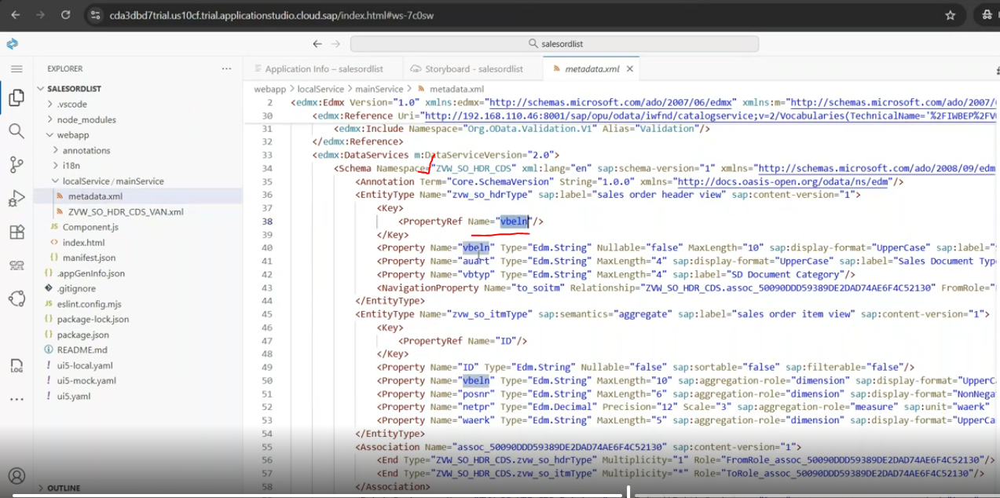 cda3dbd7trial.us10cf.trial.applicationstudio.cloud.sap/index.html#ws-7c0sw
salesordlist
EXPLORER
SALESORDLIST
.vscode
node_modules
webapp
annotations
i18n
localService / mainService
metadata.xml
ZVW_SO_HDR_CDS_VAN.xml
Component.js
index.html
manifest.json
.appGenInfo.json
.gitignore
eslint.config.mjs
package-lock.json
package.json
README.md
ui5-local.yaml
ui5-mock.yaml
ui5.yaml
OUTLINE
LOG
Application Info – salesordlist
Storyboard - salesordlist
metadata.xml
webapp > localService > mainService > metadata.xml
2 <edmx:Edmx Version="1.0" xmlns:edmx="http://schemas.microsoft.com/ado/2007/06/edmx" xmlns:m="http://schemas.microsoft.com/ado/2007/
30 <edmx:Reference Uri="http://192.168.110.46:8001/sap/opu/odata/iwfnd/catalogservice;v=2/Vocabularies(TechnicalName='%2FIWBEP%2FV
31 <edmx:Include Namespace="Org.OData.Validation.V1" Alias="Validation"/>
32 </edmx:Reference>
33 <edmx:DataServices m:DataServiceVersion="2.0">
34 <Schema Namespace="ZVW_SO_HDR_CDS" xml:lang="en" sap:schema-version="1" xmlns="http://schemas.microsoft.com/ado/2008/09/edm
35 <Annotation Term="Core.SchemaVersion" String="1.0.0" xmlns="http://docs.oasis-open.org/odata/ns/edm"/>
36 <EntityType Name="zvw_so_hdrType" sap:label="sales order header view" sap:content-version="1">
37 <Key>
38 <PropertyRef Name="vbeln"/>
39 </Key>
40 <Property Name="vbeln" Type="Edm.String" Nullable="false" MaxLength="10" sap:display-format="UpperCase" sap:label="
41 <Property Name="auart" Type="Edm.String" MaxLength="4" sap:display-format="UpperCase" sap:label="Sales Document Typ
42 <Property Name="vbtyp" Type="Edm.String" MaxLength="4" sap:label="SD Document Category"/>
43 <NavigationProperty Name="to_soitm" Relationship="ZVW_SO_HDR_CDS.assoc_50090DDD59389DE2DAD74AE6F4C52130" FromRole="
44 </EntityType>
45 <EntityType Name="zvw_so_itmType" sap:semantics="aggregate" sap:label="sales order item view" sap:content-version="1">
46 <Key>
47 <PropertyRef Name="ID"/>
48 </Key>
49 <Property Name="ID" Type="Edm.String" Nullable="false" sap:sortable="false" sap:filterable="false"/>
50 <Property Name="vbeln" Type="Edm.String" MaxLength="10" sap:aggregation-role="dimension" sap:display-format="UpperC
51 <Property Name="posnr" Type="Edm.String" MaxLength="6" sap:aggregation-role="dimension" sap:display-format="NonNega
52 <Property Name="netpr" Type="Edm.Decimal" Precision="12" Scale="3" sap:aggregation-role="measure" sap:unit="waerk"
53 <Property Name="waerk" Type="Edm.String" MaxLength="5" sap:aggregation-role="dimension" sap:display-format="UpperCa
54 </EntityType>
55 <Association Name="assoc_50090DDD59389DE2DAD74AE6F4C52130" sap:content-version="1">
56 <End Type="ZVW_SO_HDR_CDS.zvw_so_hdrType" Multiplicity="1" Role="FromRole_assoc_50090DDD59389DE2DAD74AE6F4C52130"/>
57 <End Type="ZVW_SO_HDR_CDS.zvw_so_itmType" Multiplicity="*" Role="ToRole_assoc_50090DDD59389DE2DAD74AE6F4C52130"/>
58 </Association>